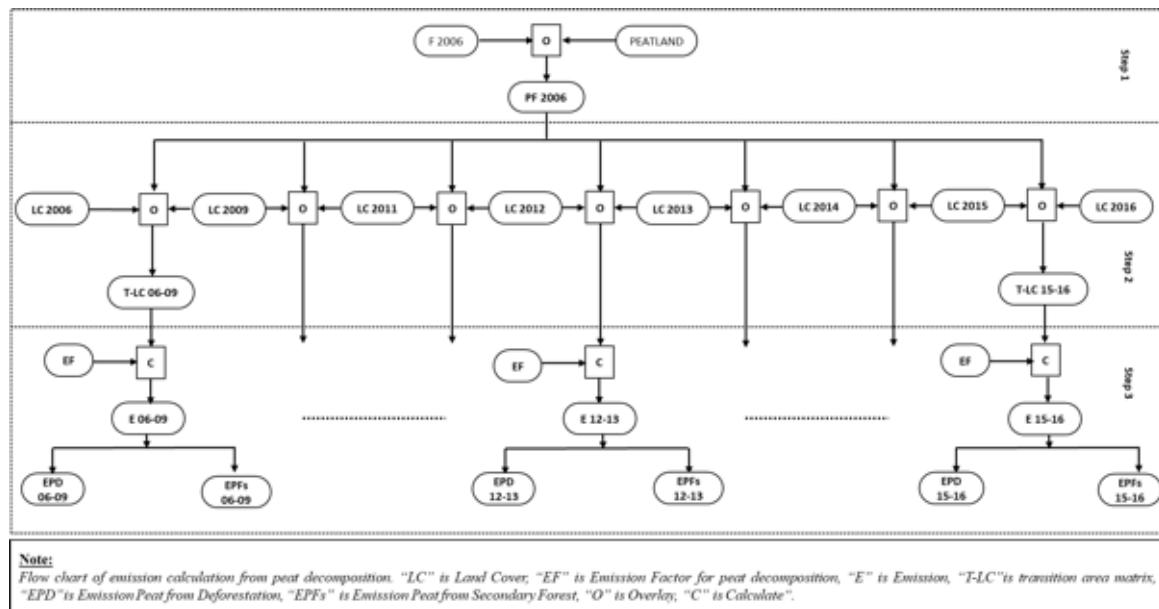 F 2006
O
PEATLAND
Step 1
PF 2006
LC 2006
O
LC 2009
O
LC 2011
O
LC 2012
O
LC 2013
O
LC 2014
O
LC 2015
O
LC 2016
T-LC 06-09
T-LC 15-16
Step 2
EF
C
EF
C
EF
C
Step 3
E 06-09
E 12-13
E 15-16
EPD
06-09
EPFs
06-09
EPD
12-13
EPFs
12-13
EPD
15-16
EPFs
15-16
Note:
Flow chart of emission calculation from peat decomposition. "LC" is Land Cover, "EF" is Emission Factor for peat decomposition, "E" is Emission, "T-LC"is transition area matrix,
"EPD"is Emission Peat from Deforestation, "EPFs" is Emission Peat from Secondary Forest, "O" is Overlay, "C" is Calculate".